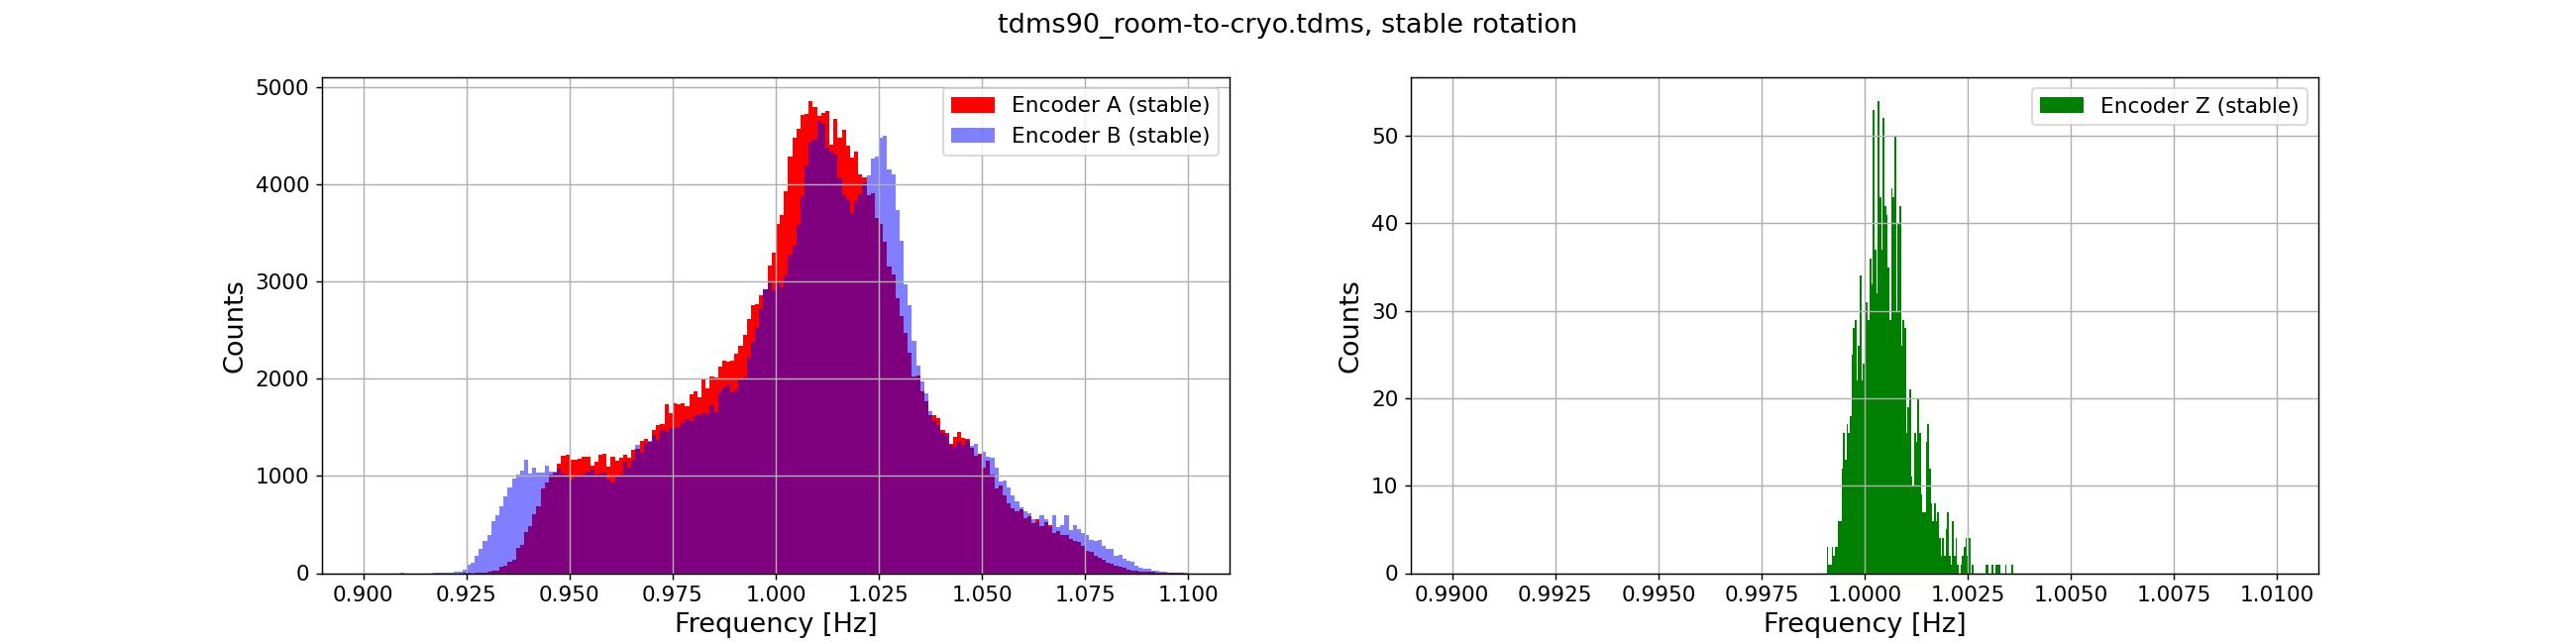 tdms90_room-to-cryo.tdms, stable rotation
Counts
5000
4000
3000
2000
1000
0
Encoder A (stable)
Encoder B (stable)
0.900 0.925 0.950 0.975 1.000 1.025 1.050 1.075 1.100
Frequency [Hz]
Counts
50
40
30
20
10
0
Encoder Z (stable)
0.9900 0.9925 0.9950 0.9975 1.0000 1.0025 1.0050 1.0075 1.0100
Frequency [Hz]